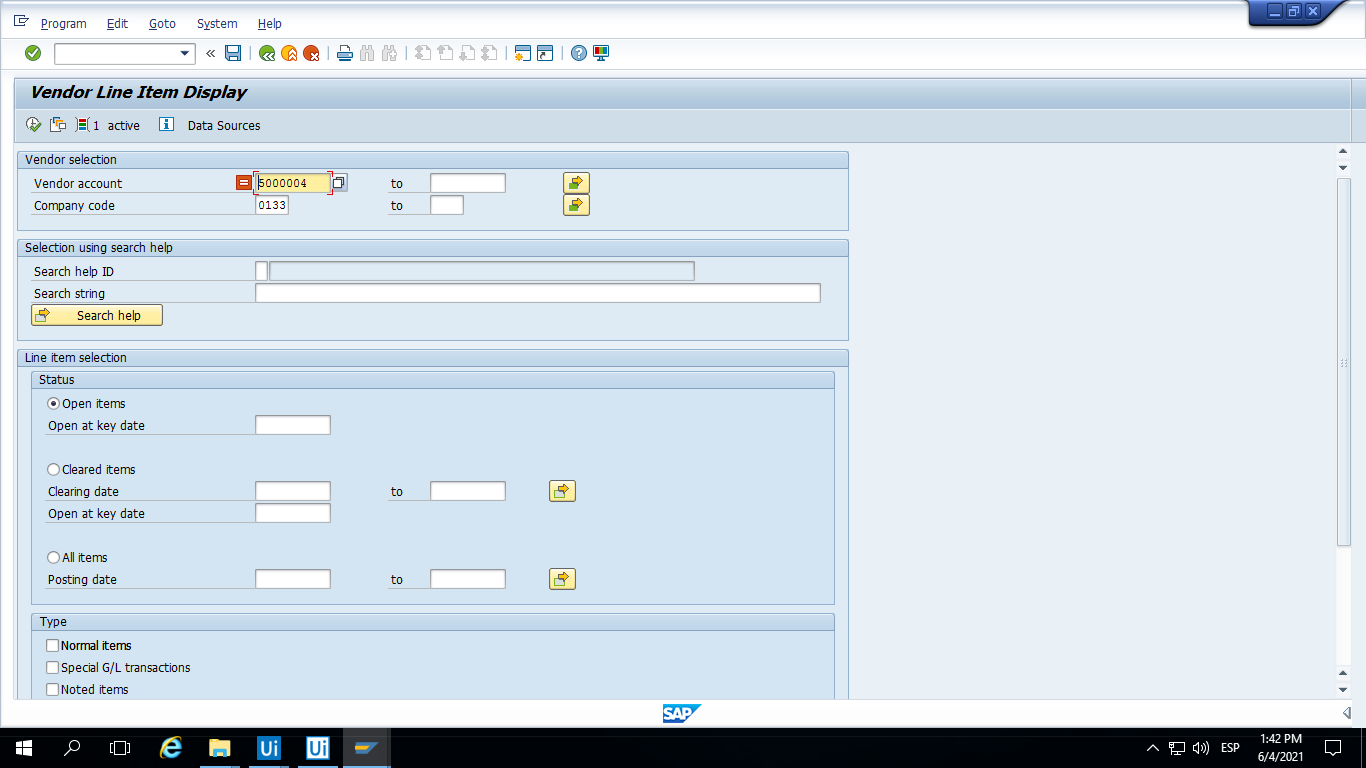 Program Edit Goto System Help
Vendor Line Item Display
1 active Data Sources
Vendor selection
Vendor account 5000004 to
Company code 0133 to
Selection using search help
Search help ID
Search string
Search help
Line item selection
Status
Open items
Open at key date
Cleared items
Clearing date to
Open at key date
All items
Posting date to
Type
Normal items
Special G/L transactions
Noted items
SAP
Ui Ui ESP 1:42 PM
6/4/2021